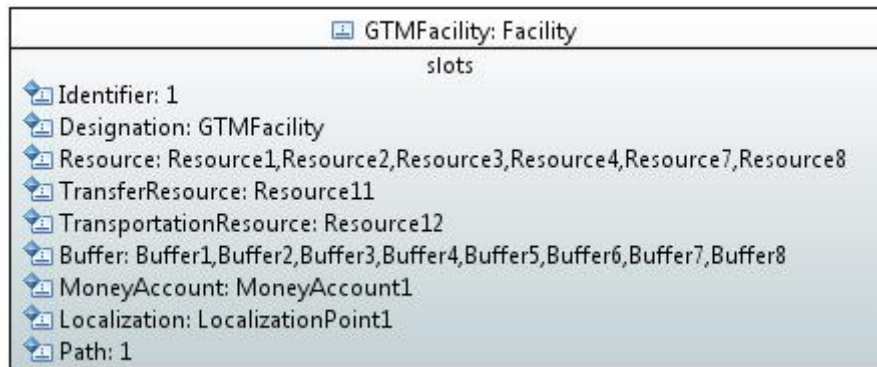 GTMFacility: Facility
slots
Identifier: 1
Designation: GTMFacility
Resource: Resource1,Resource2,Resource3,Resource4,Resource7,Resource8
TransferResource: Resource11
TransportationResource: Resource12
Buffer: Buffer1,Buffer2,Buffer3,Buffer4,Buffer5,Buffer6,Buffer7,Buffer8
MoneyAccount: MoneyAccount1
Localization: LocalizationPoint1
Path: 1